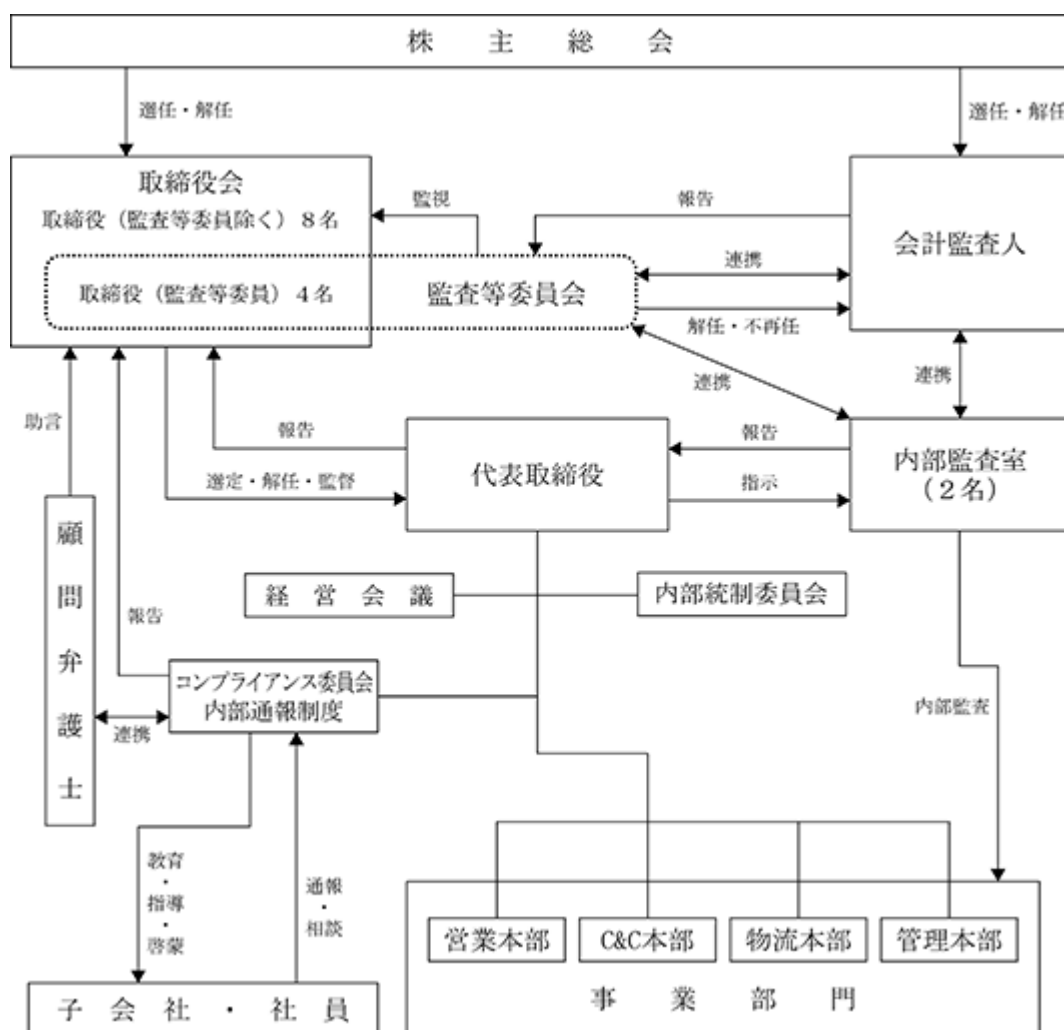 株主総会
選任・解任
選任・解任
取締役会
取締役（監査等委員除く）8名
取締役（監査等委員）4名
監視
監査等委員会
報告
連携
解任・不再任
会計監査人
連携
連携
助言
報告
選定・解任・監督
代表取締役
報告
指示
内部監査室
（2名）
顧問弁護士
報告
経営会議
内部統制委員会
コンプライアンス委員会
内部通報制度
連携
内部監査
教育・指導・啓蒙
通報・相談
営業本部
C&C本部
物流本部
管理本部
事業部門
子会社・社員